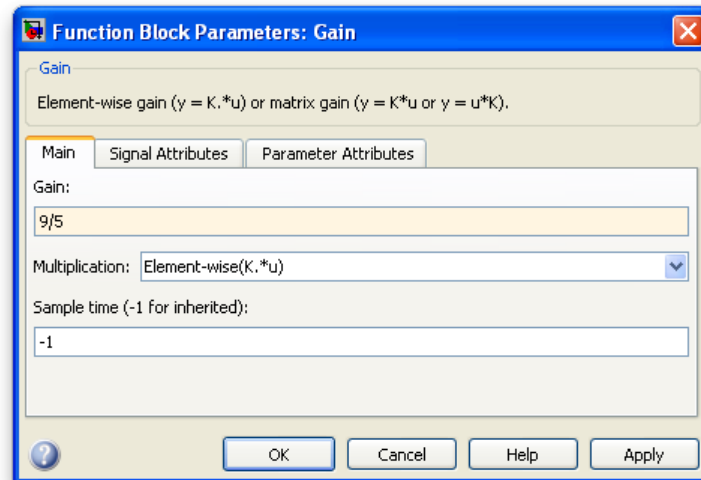 Function Block Parameters: Gain
Gain
Element-wise gain (y = K.*u) or matrix gain (y = K*u or y = u*K).
Main Signal Attributes Parameter Attributes
Gain:
9/5
Multiplication: Element-wise(K.*u)
Sample time (-1 for inherited):
-1
OK Cancel Help Apply